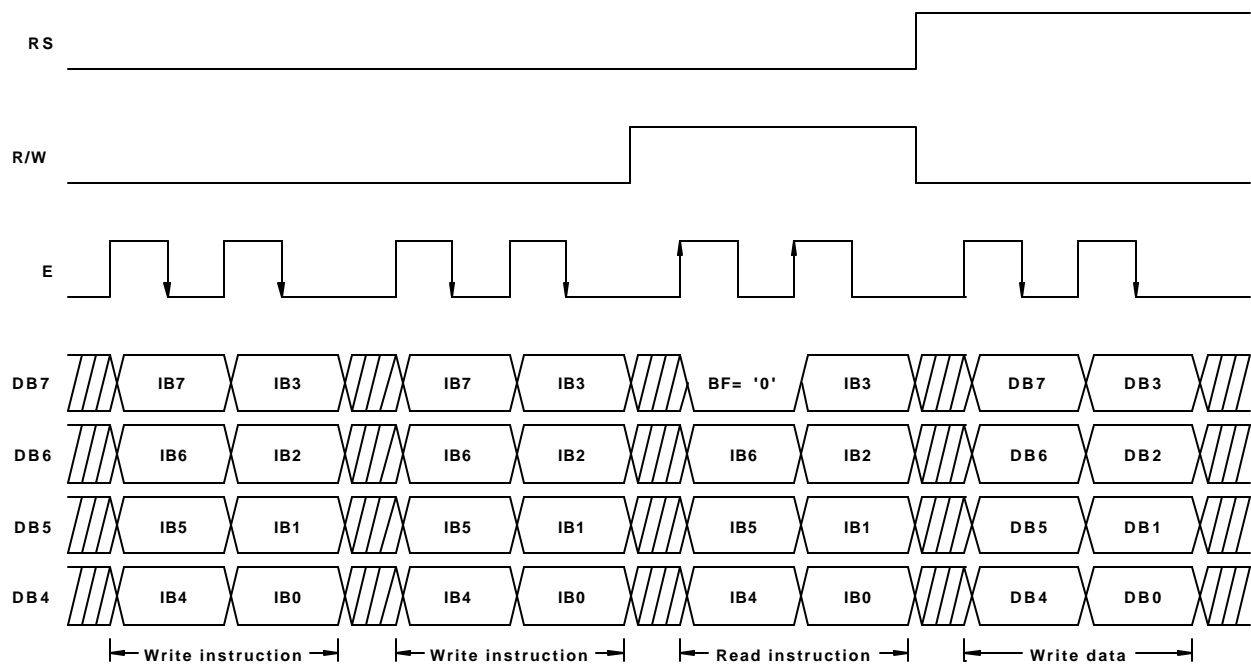 RS
R/W
E
DB7 IB7 IB3 IB7 IB3 BF= '0' IB3 DB7 DB3
DB6 IB6 IB2 IB6 IB2 IB6 IB2 DB6 DB2
DB5 IB5 IB1 IB5 IB1 IB5 IB1 DB5 DB1
DB4 IB4 IB0 IB4 IB0 IB4 IB0 DB4 DB0
Write instruction Write instruction Read instruction Write data